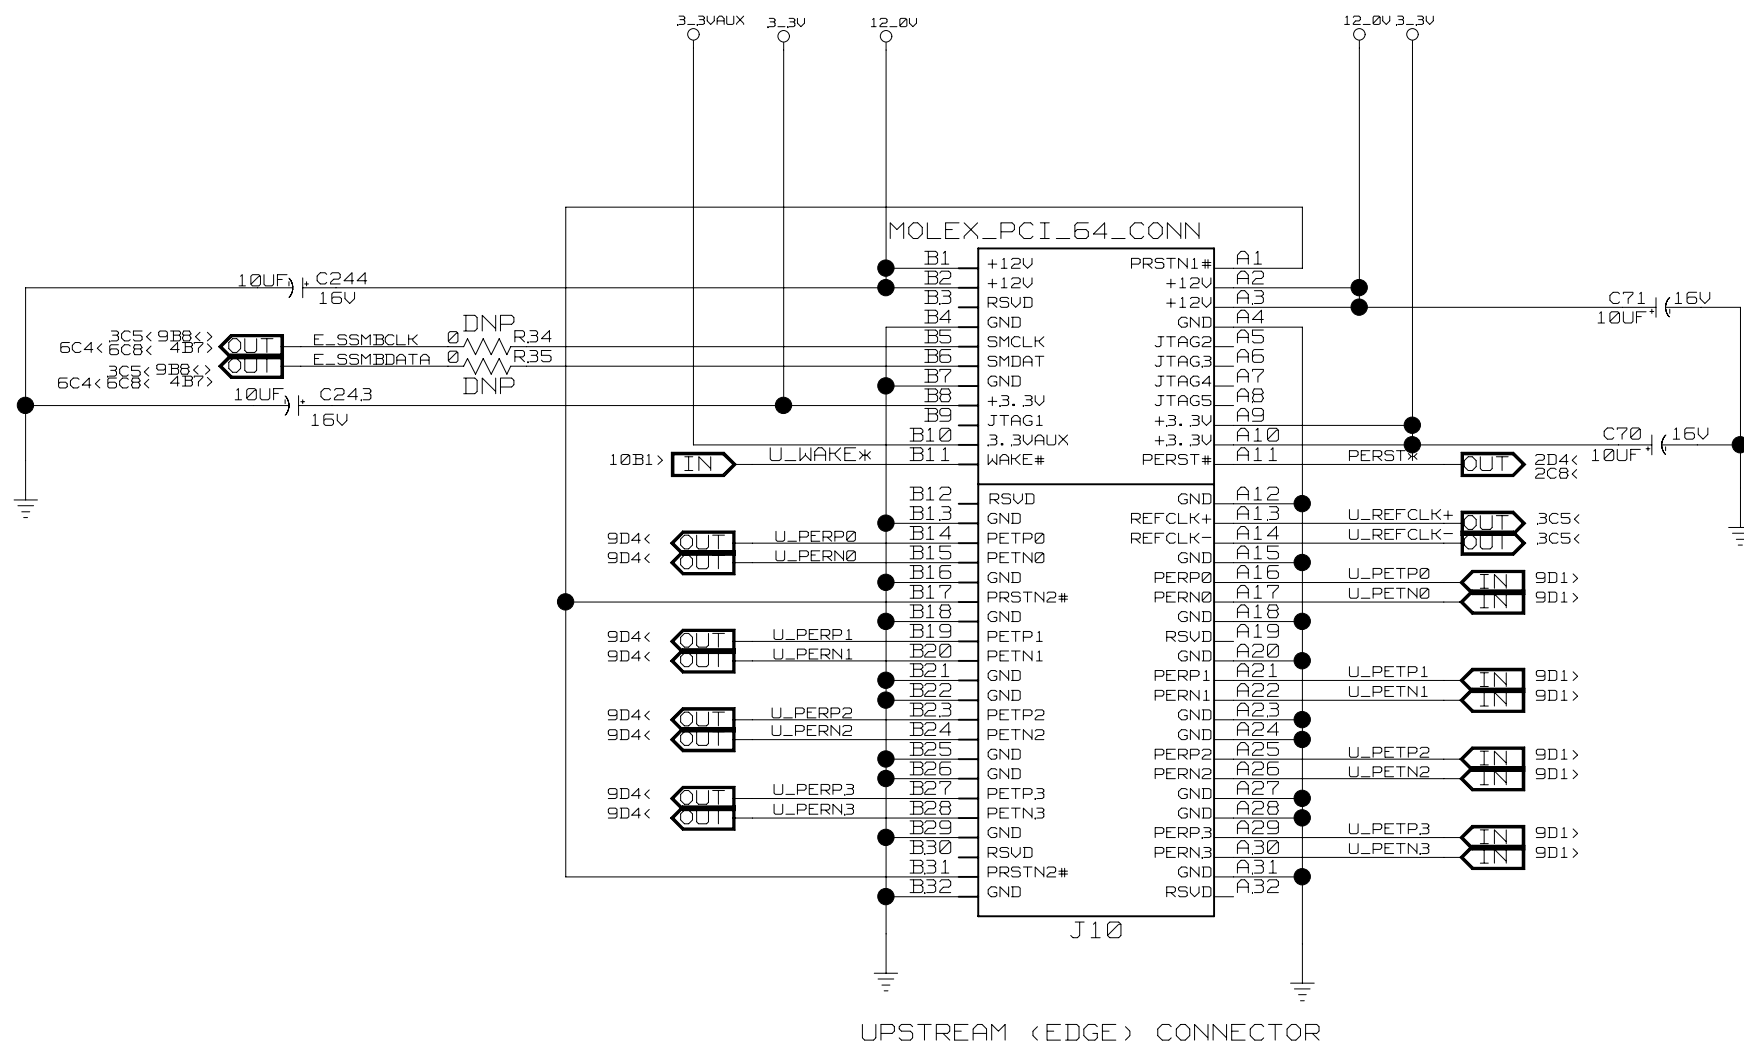 3_3VAUX 3_3V 12_0V 12_0V 3_3V
MOLEX_PCI_64_CONN
B1 +12V PRSTN1# A1
10UF C244 B2 +12V +12V A2
16V B3 RSVD +12V A3 C71 16V
DNP B4 GND GND A4 10UF
3C5< 9B8<> OUT E_SSMBCLK 0 R34 B5 SMCLK JTAG2 A5
6C4< 6C8< 4B7>
OUT E_SSMBDATA 0 R35 B6 SMDAT JTAG3 A6
3C5< 9B8<>
6C4< 6C8< 4B7> DNP B7 GND JTAG4 A7
10UF C243 B8 +3.3V JTAG5 A8
16V B9 JTAG1 +3.3V A9
B10 3.3VAUX +3.3V A10 C70 16V
10UF
10B1> IN U_WAKE* B11 WAKE# PERST# A11 PERST* OUT 2D4<
2C8<
B12 RSVD GND A12
B13 GND REFCLK+ A13 U_REFCLK+ OUT 3C5<
9D4< OUT U_PERP0 B14 PETP0 REFCLK- A14 U_REFCLK- OUT 3C5<
9D4< OUT U_PERN0 B15 PETN0 GND A15
B16 GND PERP0 A16 U_PETP0 IN 9D1>
B17 PRSTN2# PERN0 A17 U_PETN0 IN 9D1>
B18 GND GND A18
9D4< OUT U_PERP1 B19 PETP1 RSVD A19
9D4< OUT U_PERN1 B20 PETN1 GND A20
B21 GND PERP1 A21 U_PETP1 IN 9D1>
B22 GND PERN1 A22 U_PETN1 IN 9D1>
9D4< OUT U_PERP2 B23 PETP2 GND A23
9D4< OUT U_PERN2 B24 PETN2 GND A24
B25 GND PERP2 A25 U_PETP2 IN 9D1>
B26 GND PERN2 A26 U_PETN2 IN 9D1>
9D4< OUT U_PERP3 B27 PETP3 GND A27
9D4< OUT U_PERN3 B28 PETN3 GND A28
B29 GND PERP3 A29 U_PETP3 IN 9D1>
B30 RSVD PERN3 A30 U_PETN3 IN 9D1>
B31 PRSTN2# GND A31
B32 GND RSVD A32
J10
UPSTREAM (EDGE) CONNECTOR